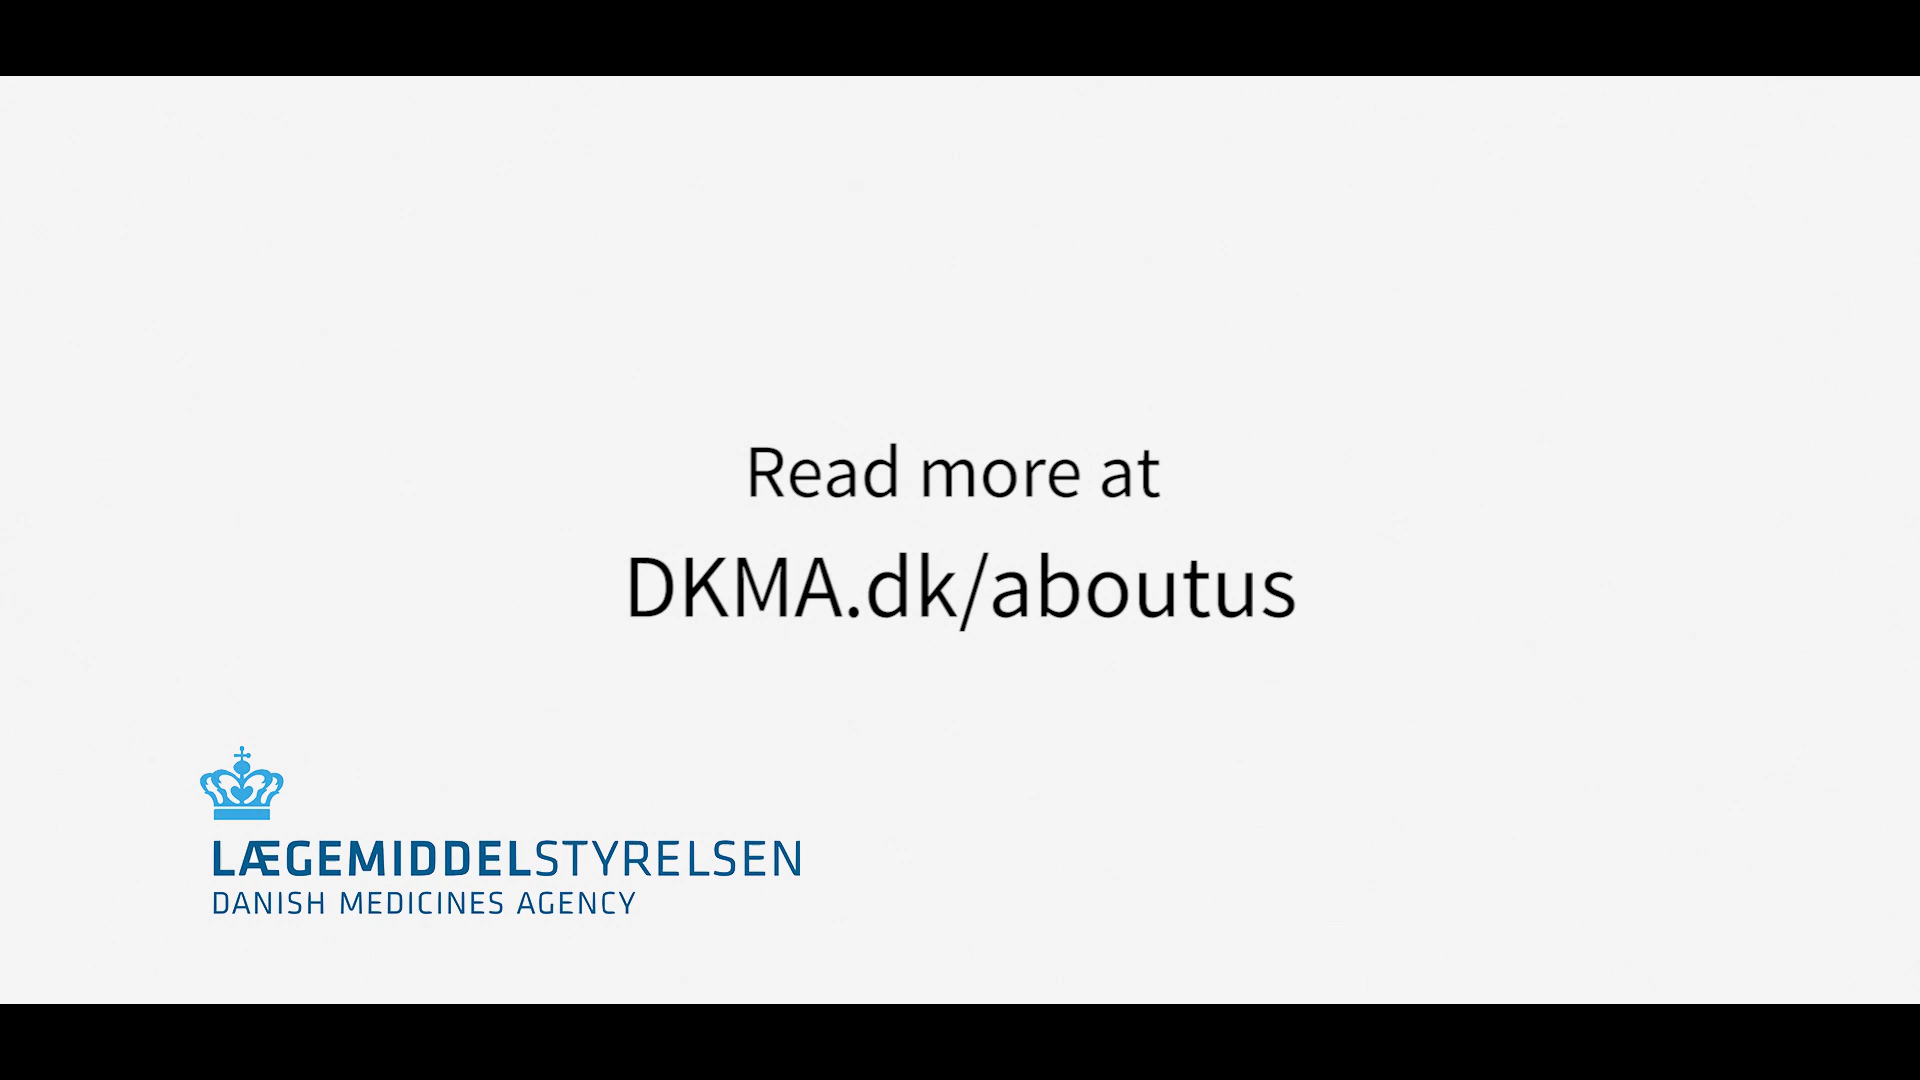 Read more at
DKMA.dk/aboutus
LÆGEMIDDELSTYRELSEN
DANISH MEDICINES AGENCY